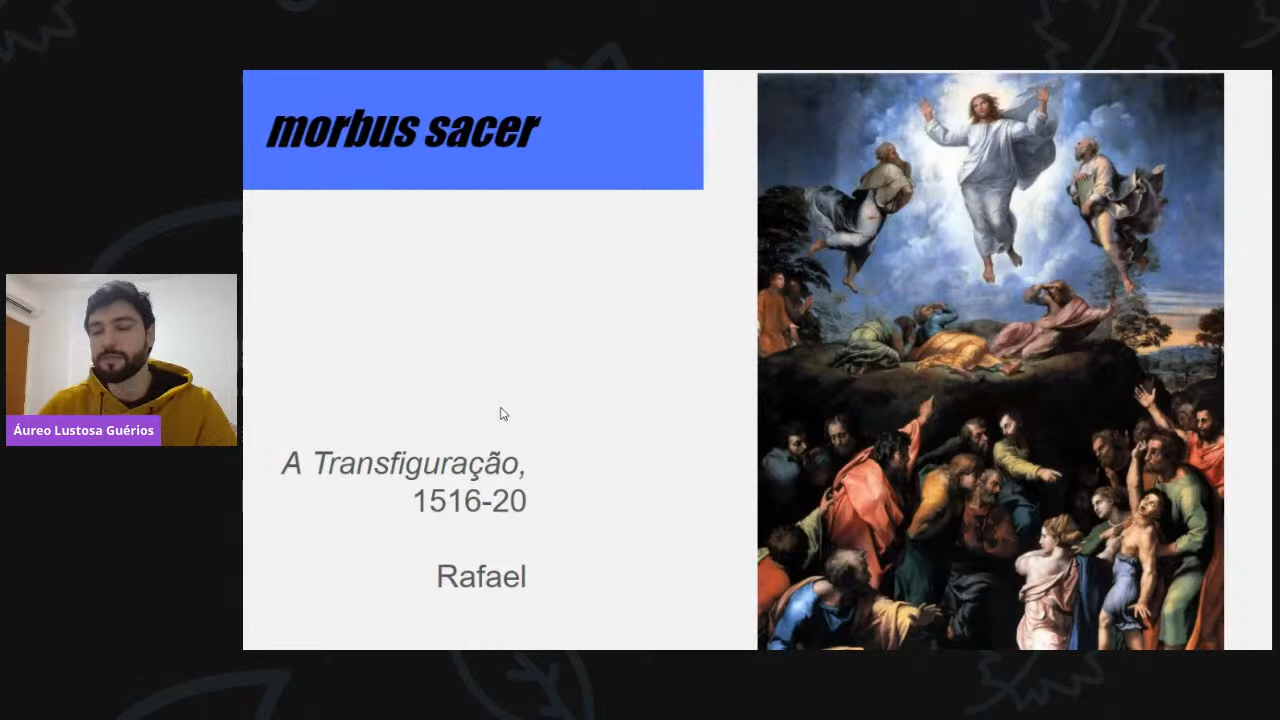 morbus sacer
Áureo Lustosa Guérios
A Transfiguração,
1516-20
Rafael